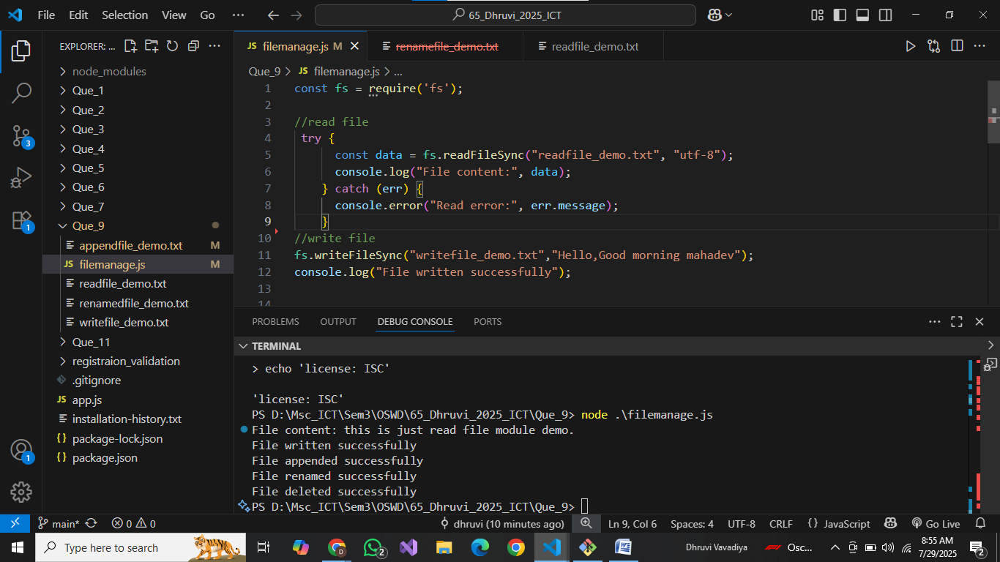 File Edit Selection View Go ···
65_Dhruvi_2025_ICT
EXPLORER: ...
node_modules
Que_1
Que_2
Que_3
Que_4
Que_5
Que_6
Que_7
Que_9
appendfile_demo.txt M
JS filemanage.js M
readfile_demo.txt
renamedfile_demo.txt
writefile_demo.txt
Que_11
registraion_validation
.gitignore
JS app.js
installation-history.txt
{} package-lock.json
{} package.json
3
1
1
JS filemanage.js M
renamefile_demo.txt
readfile_demo.txt
Que_9 > JS filemanage.js > ...
1 const fs = require('fs');
2
3 //read file
4 try {
5 const data = fs.readFileSync("readfile_demo.txt", "utf-8");
6 console.log("File content:", data);
7 } catch (err) {
8 console.error("Read error:", err.message);
9 }
10 //write file
11 fs.writeFileSync("writefile_demo.txt","Hello,Good morning mahadev");
12 console.log("File written successfully");
13
14
PROBLEMS OUTPUT DEBUG CONSOLE PORTS
TERMINAL
> echo 'license: ISC'
'license: ISC'
PS D:\Msc_ICT\Sem3\OSWD\65_Dhruvi_2025_ICT\Que_9> node .\filemanage.js
File content: this is just read file module demo.
File written successfully
File appended successfully
File renamed successfully
File deleted successfully
PS D:\Msc_ICT\Sem3\OSWD\65_Dhruvi_2025_ICT\Que_9>
main* 0 0 dhruvi (10 minutes ago) Ln 9, Col 6 Spaces: 4 UTF-8 CRLF {} JavaScript Go Live
Type here to search
D
2
Dhruvi Vavadiya
Osc...
8:55 AM
7/29/2025
2